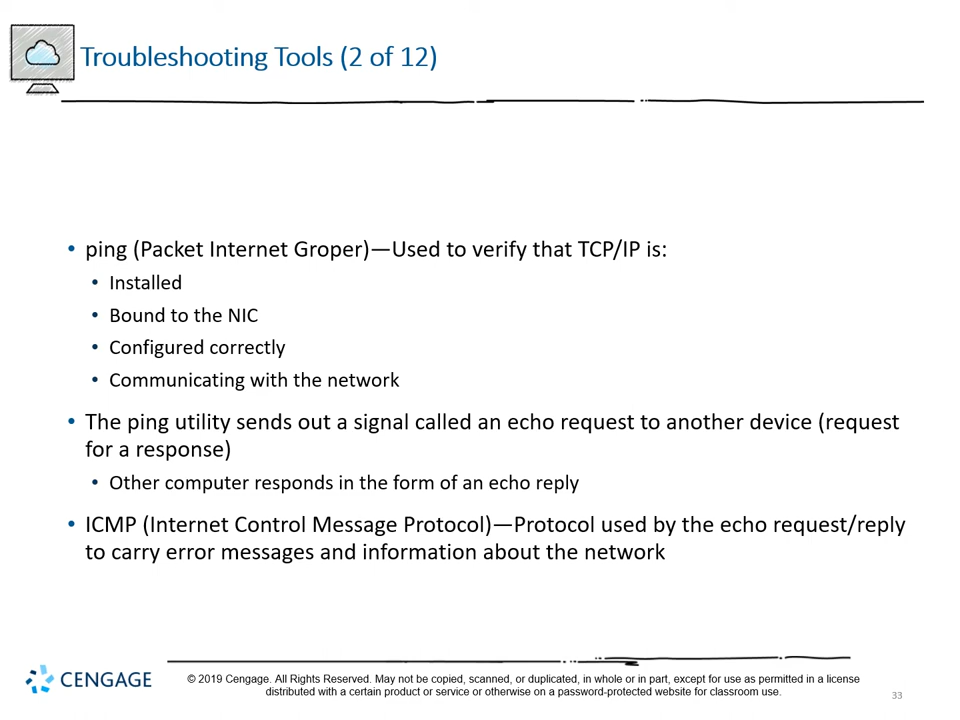 Troubleshooting Tools (2 of 12)
• ping (Packet Internet Groper)—Used to verify that TCP/IP is:
• Installed
• Bound to the NIC
• Configured correctly
• Communicating with the network
• The ping utility sends out a signal called an echo request to another device (request
for a response)
• Other computer responds in the form of an echo reply
• ICMP (Internet Control Message Protocol)—Protocol used by the echo request/reply
to carry error messages and information about the network
CENGAGE
© 2019 Cengage. All Rights Reserved. May not be copied, scanned, or duplicated, in whole or in part, except for use as permitted in a license
distributed with a certain product or service or otherwise on a password-protected website for classroom use.
33